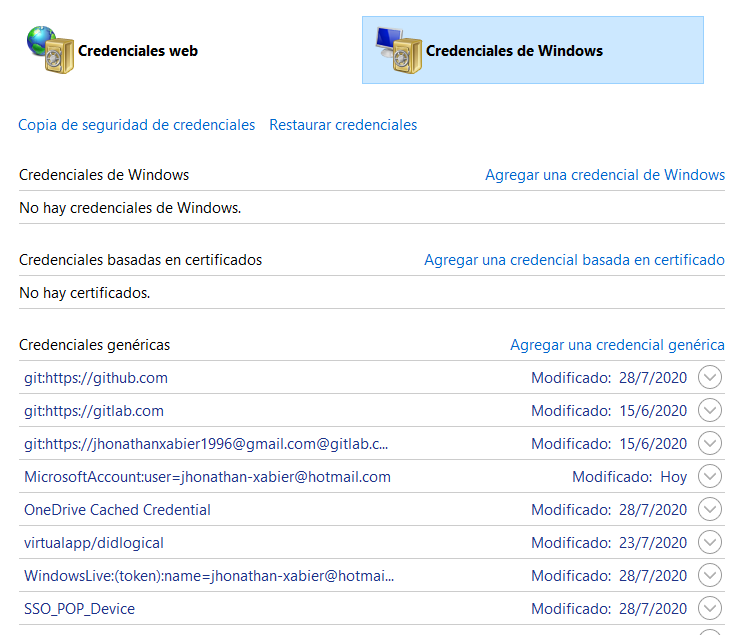 Credenciales web
Credenciales de Windows
Copia de seguridad de credenciales Restaurar credenciales
Credenciales de Windows Agregar una credencial de Windows
No hay credenciales de Windows.
Credenciales basadas en certificados Agregar una credencial basada en certificado
No hay certificados.
Credenciales genéricas Agregar una credencial genérica
git:https://github.com Modificado: 28/7/2020
git:https://gitlab.com Modificado: 15/6/2020
git:https://jhonathanxabier1996@gmail.com@gitlab.c... Modificado: 15/6/2020
MicrosoftAccount:user=jhonathan-xabier@hotmail.com Modificado: Hoy
OneDrive Cached Credential Modificado: 28/7/2020
virtualapp/didlogical Modificado: 23/7/2020
WindowsLive:(token):name=jhonathan-xabier@hotmai... Modificado: 28/7/2020
SSO_POP_Device Modificado: 28/7/2020